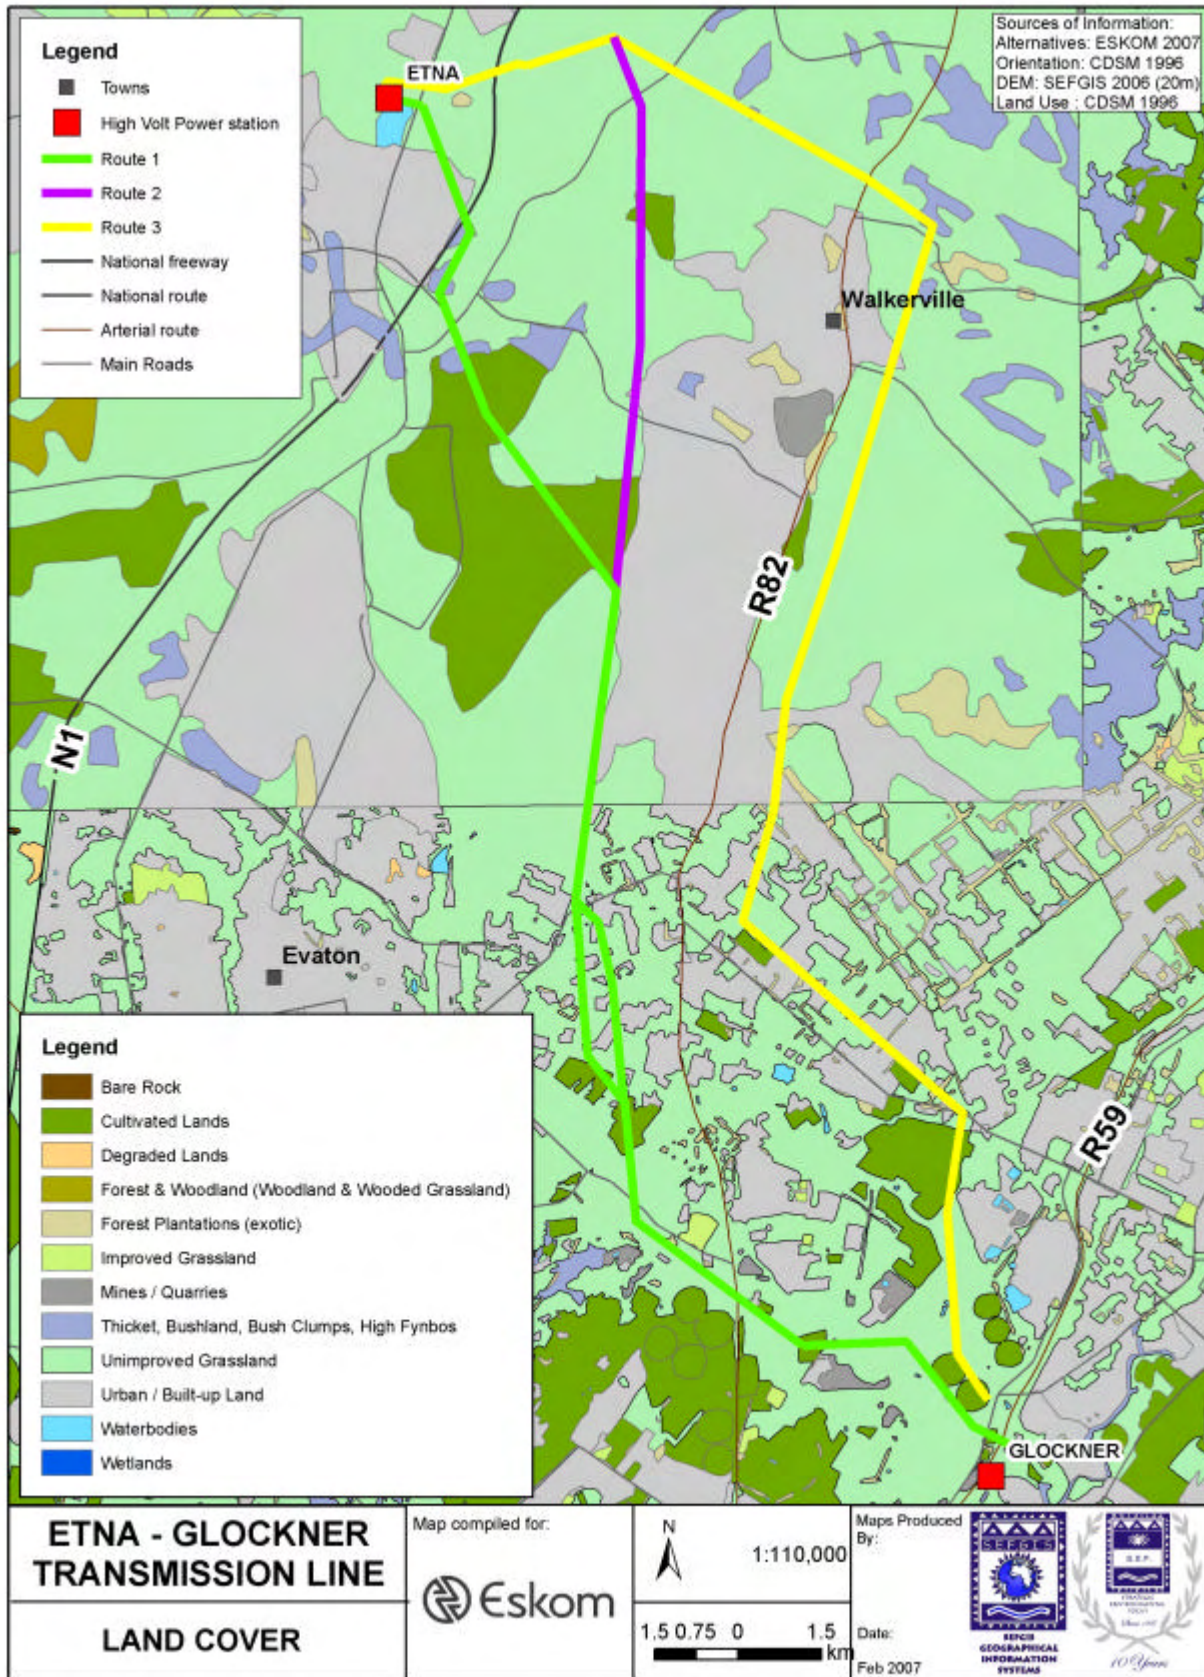 Legend
Towns
High Volt Power station
Route 1
Route 2
Route 3
National freeway
National route
Arterial route
Main Roads
Sources of Information:
Alternatives: ESKOM 2007
Orientation: CDSM 1996
DEM: SEFGIS 2006 (20m)
Land Use : CDSM 1996
ETNA
Walkerville
R82
N1
Evaton
R59
GLOCKNER
Legend
Bare Rock
Cultivated Lands
Degraded Lands
Forest & Woodland (Woodland & Wooded Grassland)
Forest Plantations (exotic)
Improved Grassland
Mines / Quarries
Thicket, Bushland, Bush Clumps, High Fynbos
Unimproved Grassland
Urban / Built-up Land
Waterbodies
Wetlands
ETNA - GLOCKNER
TRANSMISSION LINE
LAND COVER
Map compiled for:
Eskom
N
1:110,000
1.5 0.75 0 1.5
km
Maps Produced
By:
Date:
Feb 2007
SEFGIS
SEFGIS
GEOGRAPHICAL
INFORMATION
SYSTEMS
S.E.F.
10 Years